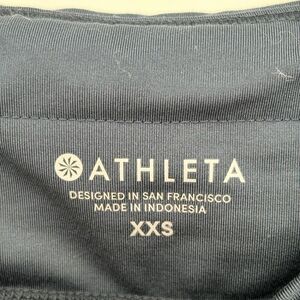 ATHLETA
DESIGNED IN SAN FRANCISCO
MADE IN INDONESIA
XXS